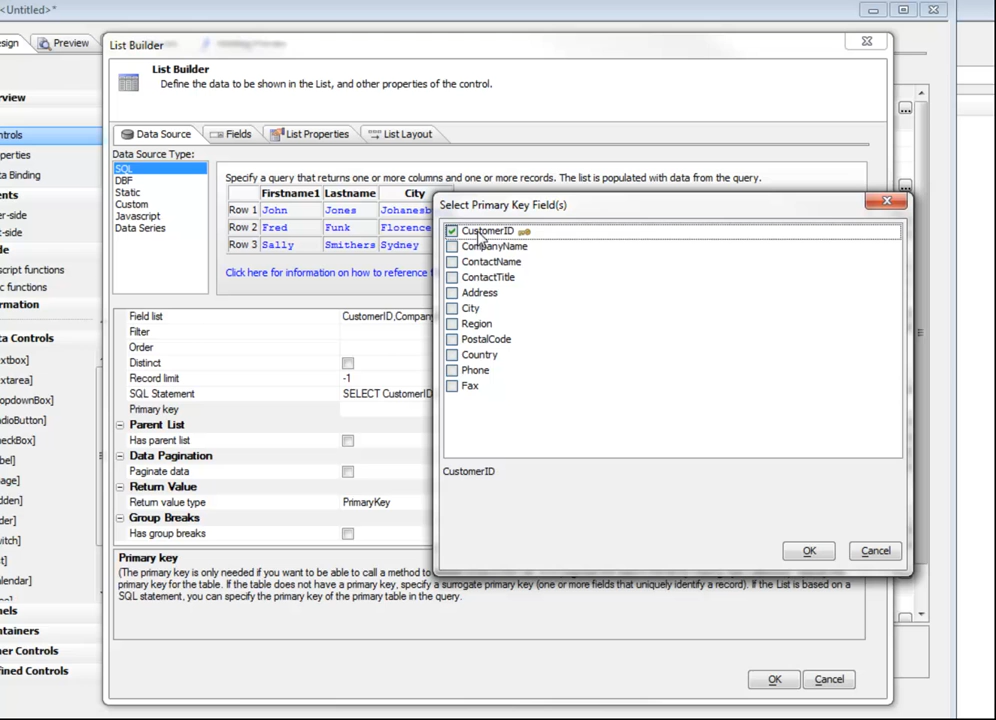 <Untitled>*
sign
Preview
rview
trols
perties
ta Binding
ents
er-side
t-side
de
script functions
c functions
rmation
ta Controls
xtbox]
xtarea]
opdownBox]
dioButton]
eckBox]
bel]
age]
dden]
der]
itch]
t]
alendar]
nels
ntainers
her Controls
fined Controls
List Builder
List Builder
Define the data to be shown in the List, and other properties of the control.
Data Source
Fields
List Properties
List Layout
Data Source Type:
SQL
DBF
Static
Custom
Javascript
Data Series
Specify a query that returns one or more columns and one or more records. The list is populated with data from the query.
Firstname1 Lastname City
Row 1 John Jones Johanesb
Row 2 Fred Funk Florence
Row 3 Sally Smithers Sydney
Click here for information on how to reference
Field list CustomerID,Company
Filter
Order
Distinct
Record limit -1
SQL Statement SELECT CustomerID
Primary key
Parent List
Has parent list
Data Pagination
Paginate data
Return Value
Return value type PrimaryKey
Group Breaks
Has group breaks
Primary key
(The primary key is only needed if you want to be able to call a method to
primary key for the table. If the table does not have a primary key, specify a surrogate primary key (one or more fields that uniquely identify a record). If the List is based on a
SQL statement, you can specify the primary key of the primary table in the query.
OK
Cancel
Select Primary Key Field(s)
CustomerID
CompanyName
ContactName
ContactTitle
Address
City
Region
PostalCode
Country
Phone
Fax
CustomerID
OK
Cancel